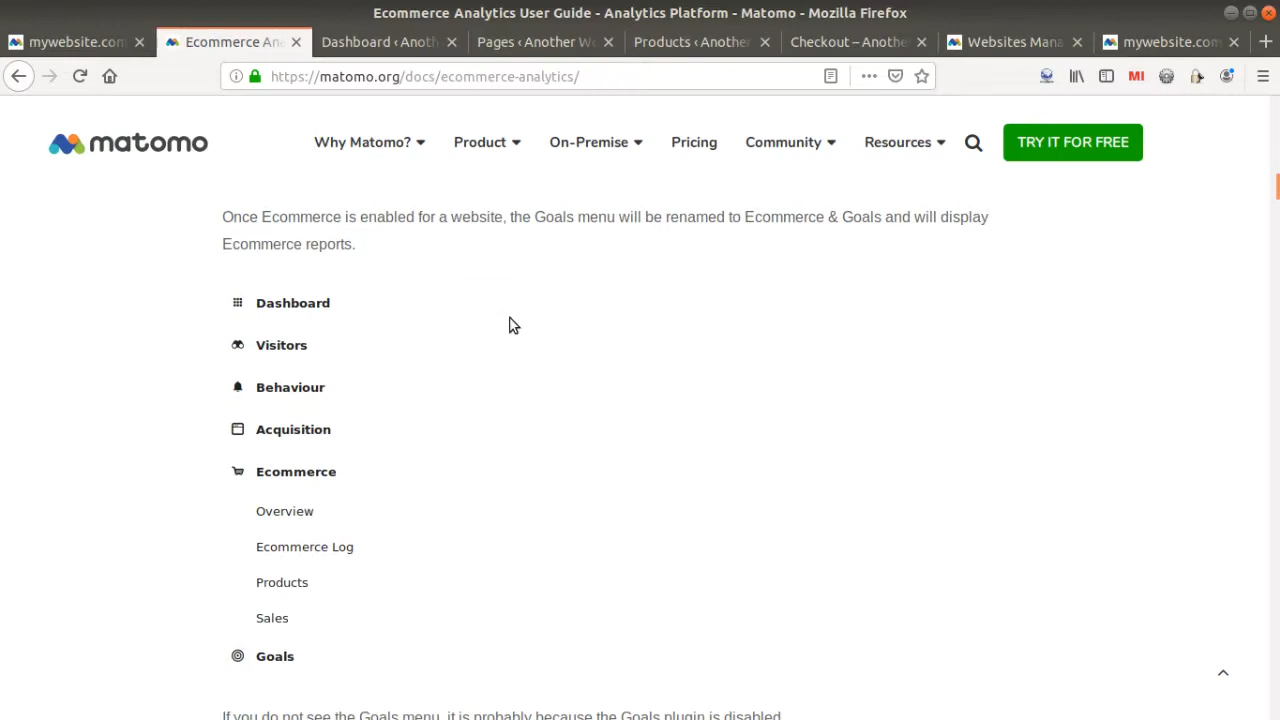 Ecommerce Analytics User Guide - Analytics Platform - Matomo - Mozilla Firefox
mywebsite.com
Ecommerce An
Dashboard ‹ Anoth
Pages ‹ Another W
Products ‹ Another
Checkout – Anothe
Websites Mana
mywebsite.com
https://matomo.org/docs/ecommerce-analytics/
MI
matomo
Why Matomo?
Product
On-Premise
Pricing
Community
Resources
TRY IT FOR FREE
Once Ecommerce is enabled for a website, the Goals menu will be renamed to Ecommerce & Goals and will display
Ecommerce reports.
Dashboard
Visitors
Behaviour
Acquisition
Ecommerce
Overview
Ecommerce Log
Products
Sales
Goals
If you do not see the Goals menu, it is probably because the Goals plugin is disabled.